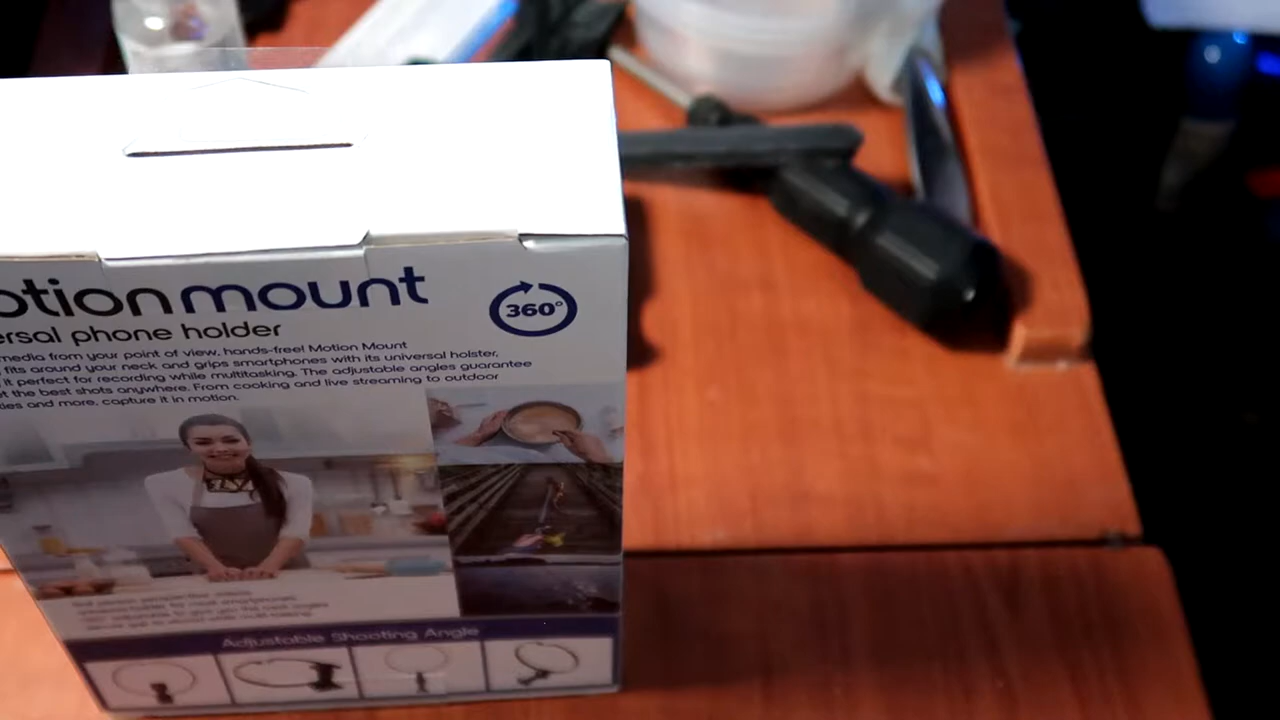 otion mount
ersal phone holder
360°
media from your point of view, hands-free! Motion Mount
fits around your neck and grips smartphones with its universal holster,
it perfect for recording while multitasking. The adjustable angles guarantee
t the best shots anywhere. From cooking and live streaming to outdoor
ies and more, capture it in motion.
Adjustable Shooting Angle